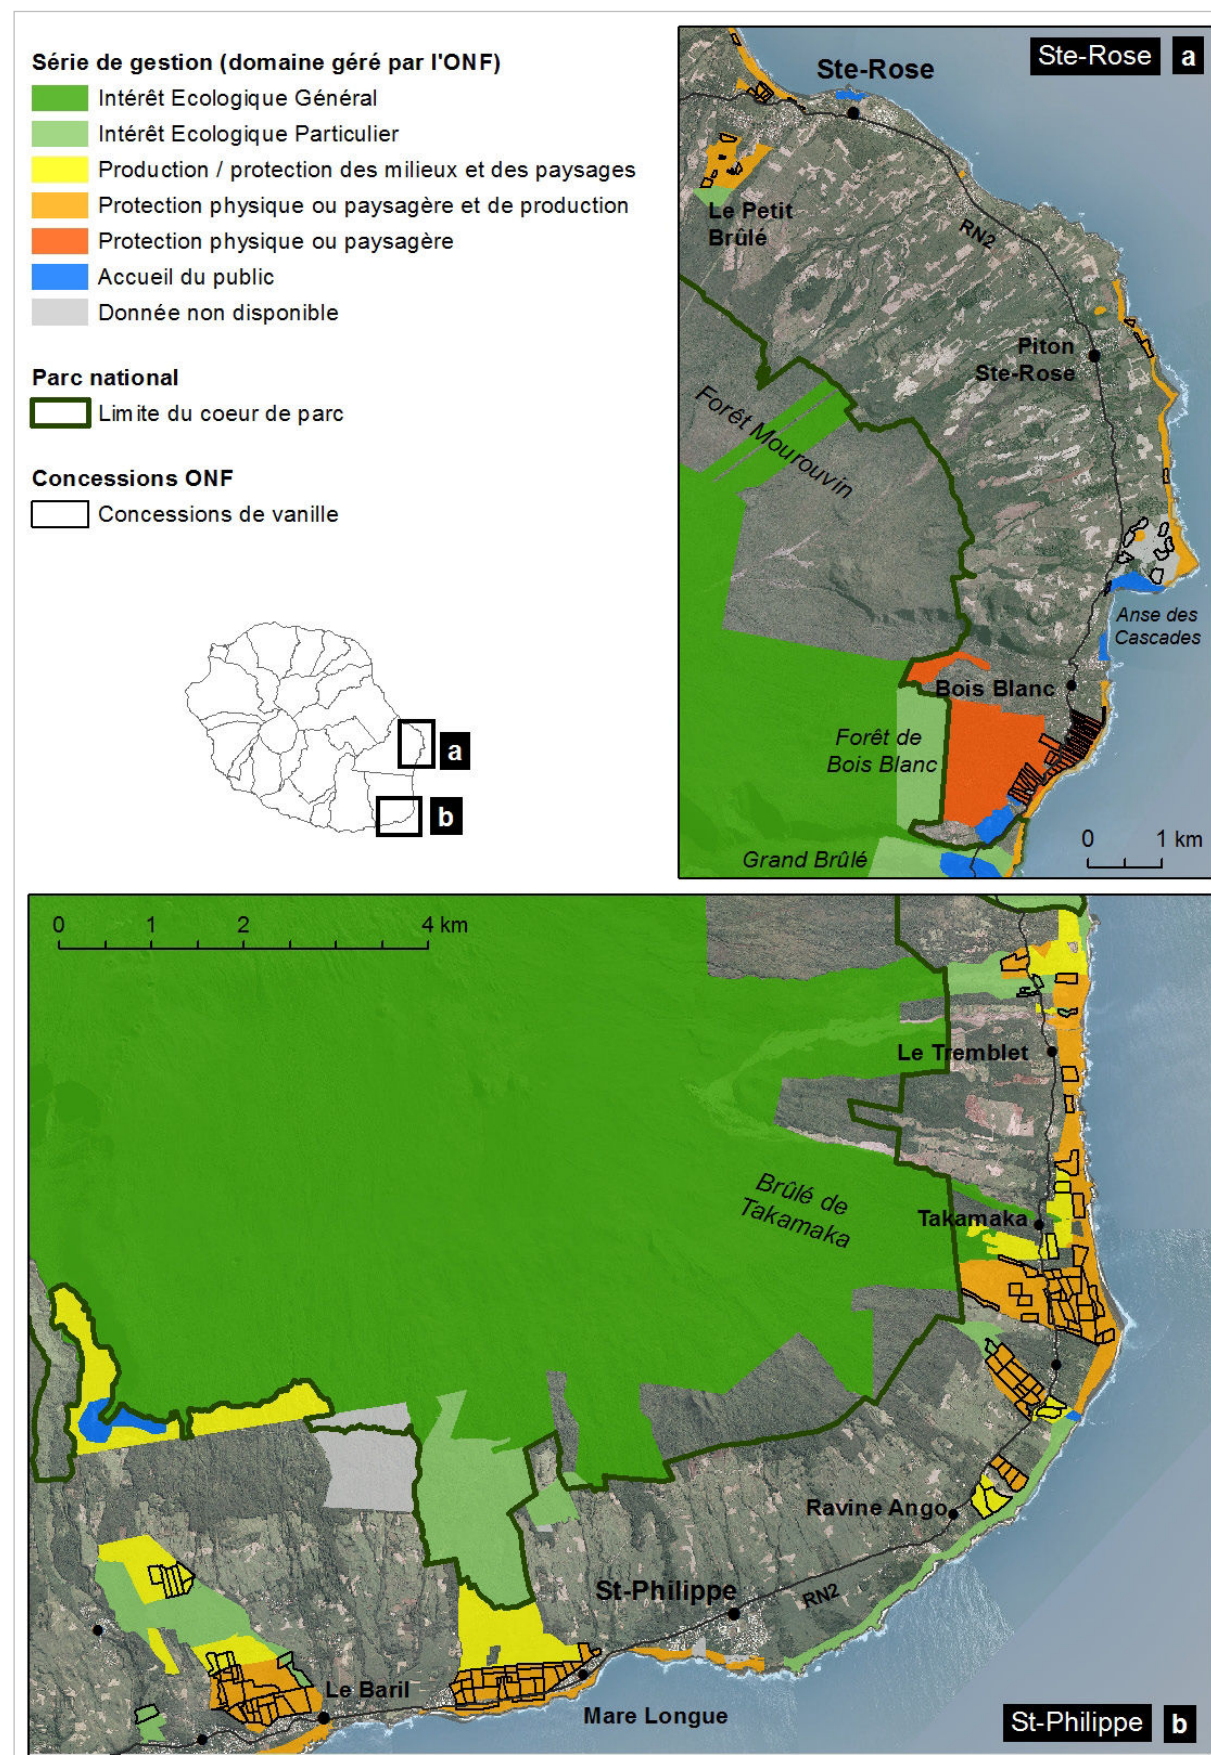 Série de gestion (domaine géré par l'ONF)
Intérêt Ecologique Général
Intérêt Ecologique Particulier
Production / protection des milieux et des paysages
Protection physique ou paysagère et de production
Protection physique ou paysagère
Accueil du public
Donnée non disponible
Parc national
Limite du coeur de parc
Concessions ONF
Concessions de vanille
a
b
Ste-Rose a
Ste-Rose
Le Petit
Brûlé
RN2
Piton
Ste-Rose
Forêt Mourouvin
Anse des
Cascades
Bois Blanc
Forêt de
Bois Blanc
Grand Brûlé
0 1 km
0 1 2 4 km
Le Tremblet
Brûlé de
Takamaka
Takamaka
Ravine Ango
St-Philippe
RN2
Le Baril
Mare Longue
St-Philippe b